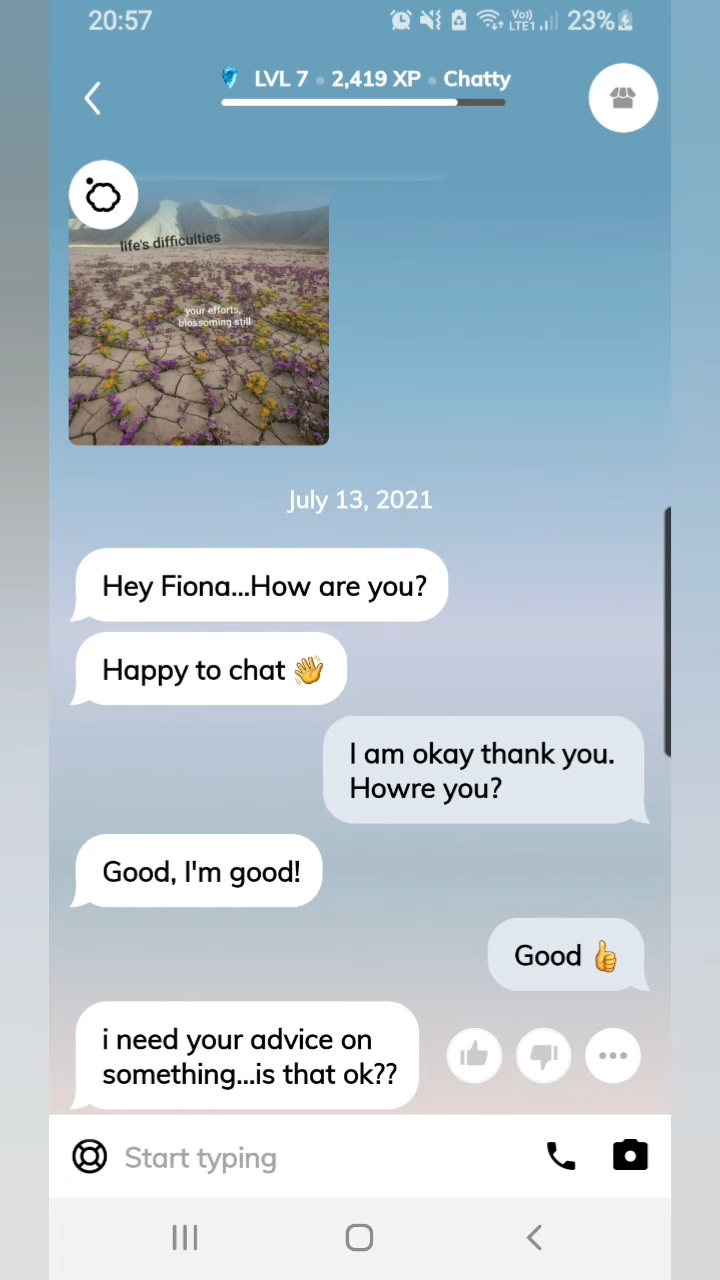 20:57
Vo))
LTE1
23%
LVL 7 • 2,419 XP • Chatty
life's difficulties
your efforts,
blossoming still
July 13, 2021
Hey Fiona...How are you?
Happy to chat 👋
I am okay thank you.
Howre you?
Good, I'm good!
Good 👍
i need your advice on
something...is that ok??
Start typing